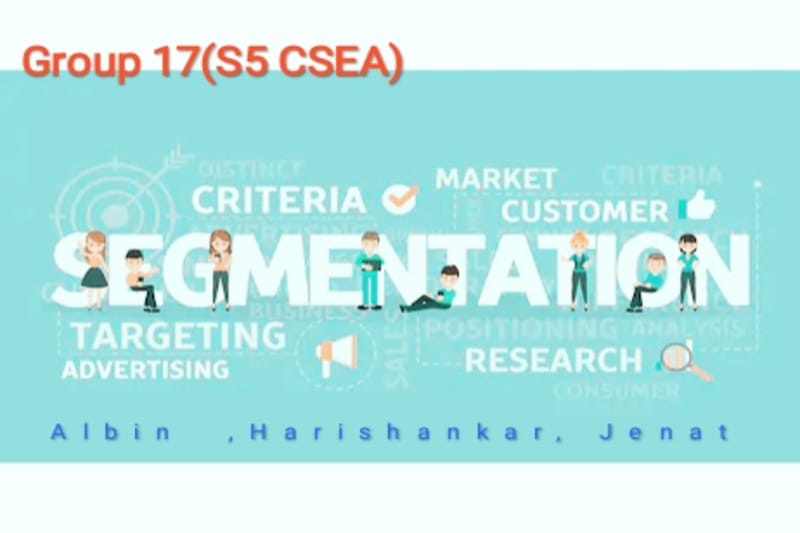 Group 17(S5 CSEA)
DISTINCT
CRITERIA
MARKET
CRITERIA
CUSTOMER
SEGMENTATION
BUSINESS
TARGETING
SALES
POSITIONING ANALYSIS
ADVERTISING
RESEARCH
CONSUMER
Albin ,Harishankar, Jenat